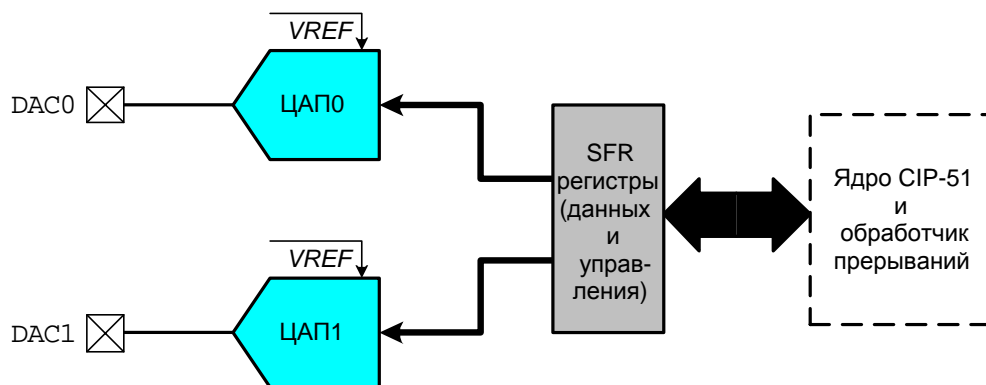 VREF
DAC0
ЦАП0
SFR
регистры
(данных
и
управ-
ления)
Ядро CIP-51
и
обработчик
прерываний
VREF
DAC1
ЦАП1